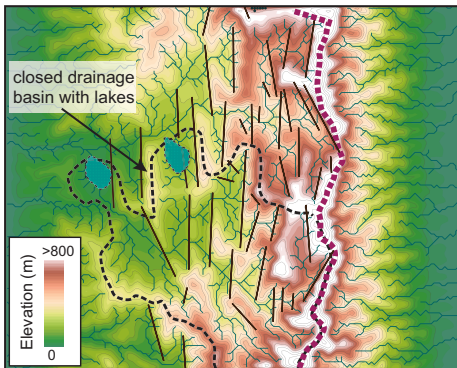 closed drainage
basin with lakes
Elevation (m)
>800
0